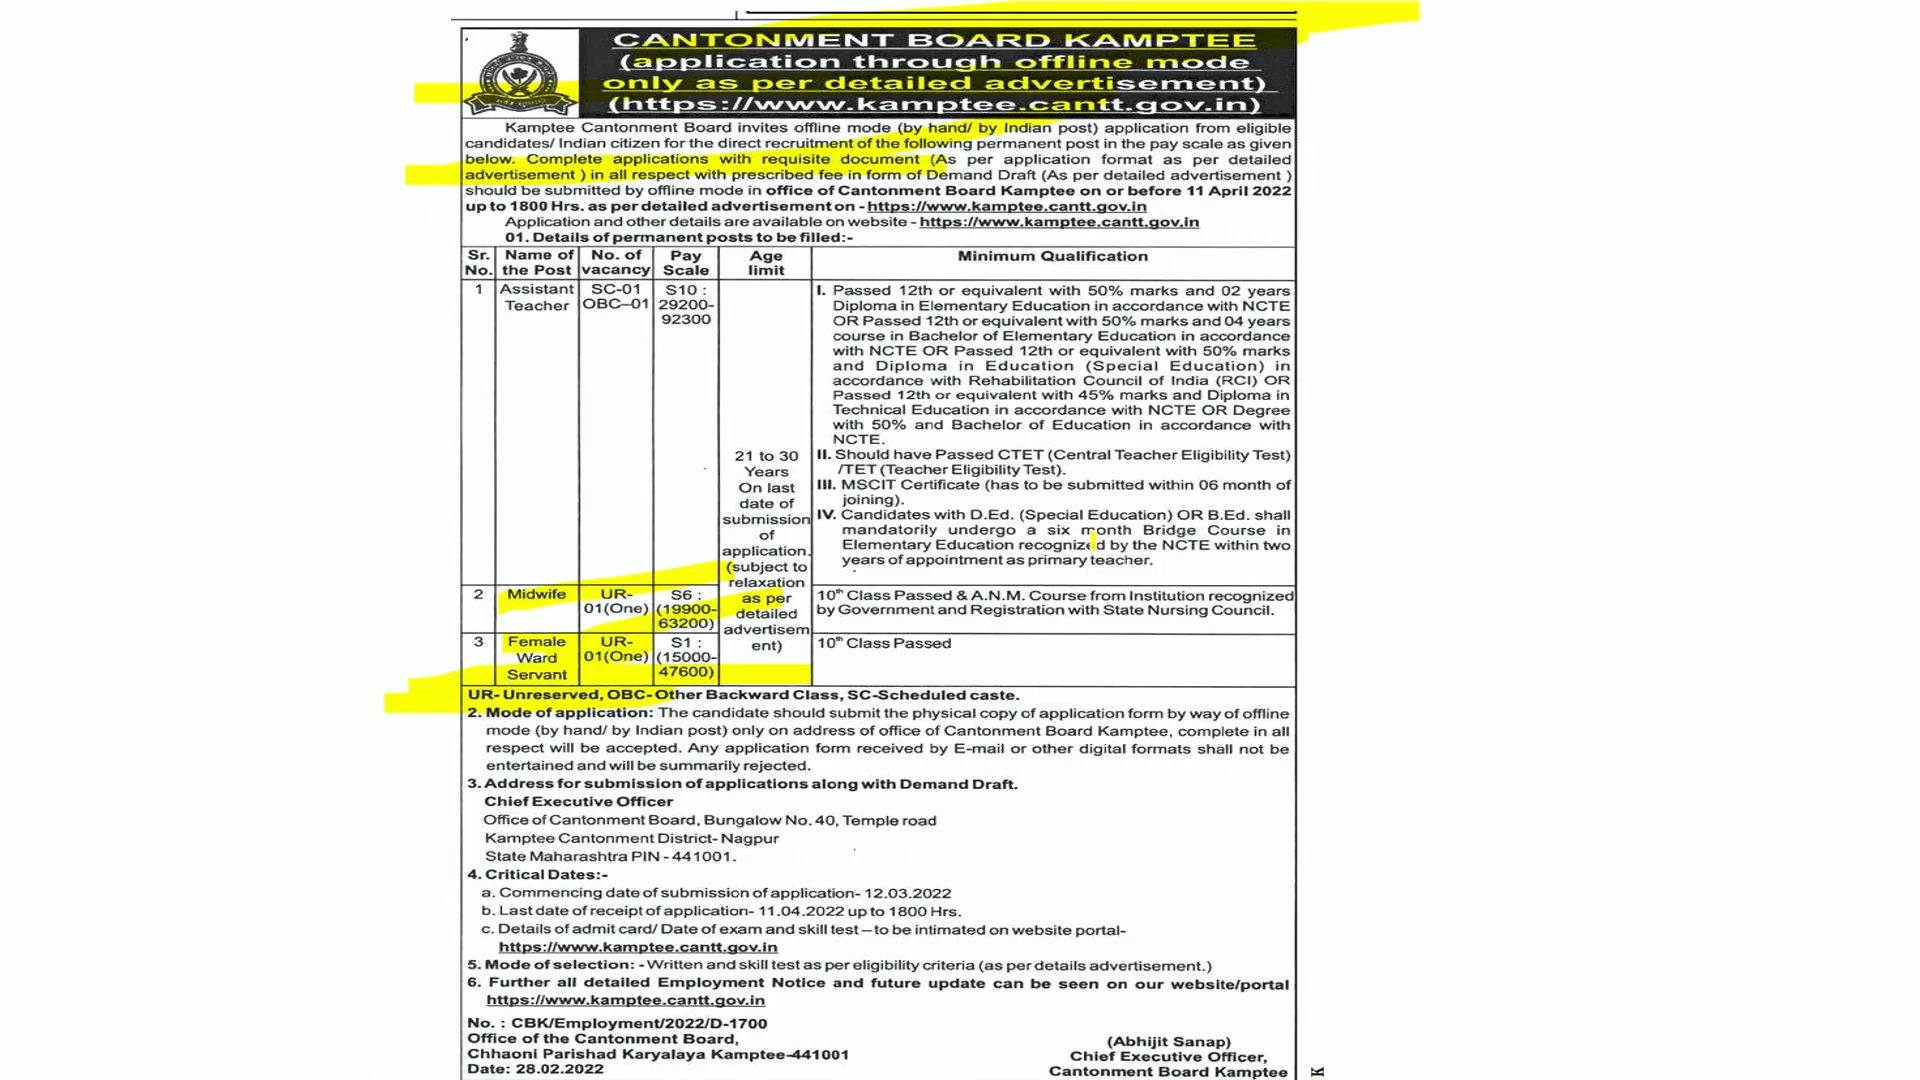 CANTONMENT BOARD KAMPTEE
(application through offline mode
only as per detailed advertisement)
(https://www.kamptee.cantt.gov.in)
Kamptee Cantonment Board invites offline mode (by hand/ by Indian post) application from eligible
candidates/ Indian citizen for the direct recruitment of the following permanent post in the pay scale as given
below. Complete applications with requisite document (As per application format as per detailed
advertisement ) in all respect with prescribed fee in form of Demand Draft (As per detailed advertisement )
should be submitted by offline mode in office of Cantonment Board Kamptee on or before 11 April 2022
up to 1800 Hrs. as per detailed advertisement on - https://www.kamptee.cantt.gov.in
Application and other details are available on website - https://www.kamptee.cantt.gov.in
01. Details of permanent posts to be filled:-
Sr. No. Name of the Post No. of vacancy Pay Scale Age limit Minimum Qualification
1 Assistant Teacher SC-01 OBC–01 S10 : 29200-92300
21 to 30
Years
On last
date of
submission
of
application.
(subject to
relaxation
as per
detailed
advertisem
ent)
I. Passed 12th or equivalent with 50% marks and 02 years
Diploma in Elementary Education in accordance with NCTE
OR Passed 12th or equivalent with 50% marks and 04 years
course in Bachelor of Elementary Education in accordance
with NCTE OR Passed 12th or equivalent with 50% marks
and Diploma in Education (Special Education) in
accordance with Rehabilitation Council of India (RCI) OR
Passed 12th or equivalent with 45% marks and Diploma in
Technical Education in accordance with NCTE OR Degree
with 50% and Bachelor of Education in accordance with
NCTE.
II. Should have Passed CTET (Central Teacher Eligibility Test)
/TET (Teacher Eligibility Test).
III. MSCIT Certificate (has to be submitted within 06 month of
joining).
IV. Candidates with D.Ed. (Special Education) OR B.Ed. shall
mandatorily undergo a six month Bridge Course in
Elementary Education recognized by the NCTE within two
years of appointment as primary teacher.
2 Midwife UR-01(One) S6 : (19900-63200)
10th Class Passed & A.N.M. Course from Institution recognized
by Government and Registration with State Nursing Council.
3 Female Ward Servant UR-01(One) S1 : (15000-47600)
10th Class Passed
UR- Unreserved, OBC- Other Backward Class, SC-Scheduled caste.
2. Mode of application: The candidate should submit the physical copy of application form by way of offline
mode (by hand/ by Indian post) only on address of office of Cantonment Board Kamptee, complete in all
respect will be accepted. Any application form received by E-mail or other digital formats shall not be
entertained and will be summarily rejected.
3. Address for submission of applications along with Demand Draft.
Chief Executive Officer
Office of Cantonment Board, Bungalow No. 40, Temple road
Kamptee Cantonment District- Nagpur
State Maharashtra PIN - 441001.
4. Critical Dates:-
a. Commencing date of submission of application- 12.03.2022
b. Last date of receipt of application- 11.04.2022 up to 1800 Hrs.
c. Details of admit card/ Date of exam and skill test – to be intimated on website portal-
https://www.kamptee.cantt.gov.in
5. Mode of selection: - Written and skill test as per eligibility criteria (as per details advertisement.)
6. Further all detailed Employment Notice and future update can be seen on our website/portal
https://www.kamptee.cantt.gov.in
No. : CBK/Employment/2022/D-1700
Office of the Cantonment Board,
Chhaoni Parishad Karyalaya Kamptee-441001
Date: 28.02.2022
(Abhijit Sanap)
Chief Executive Officer,
Cantonment Board Kamptee
K